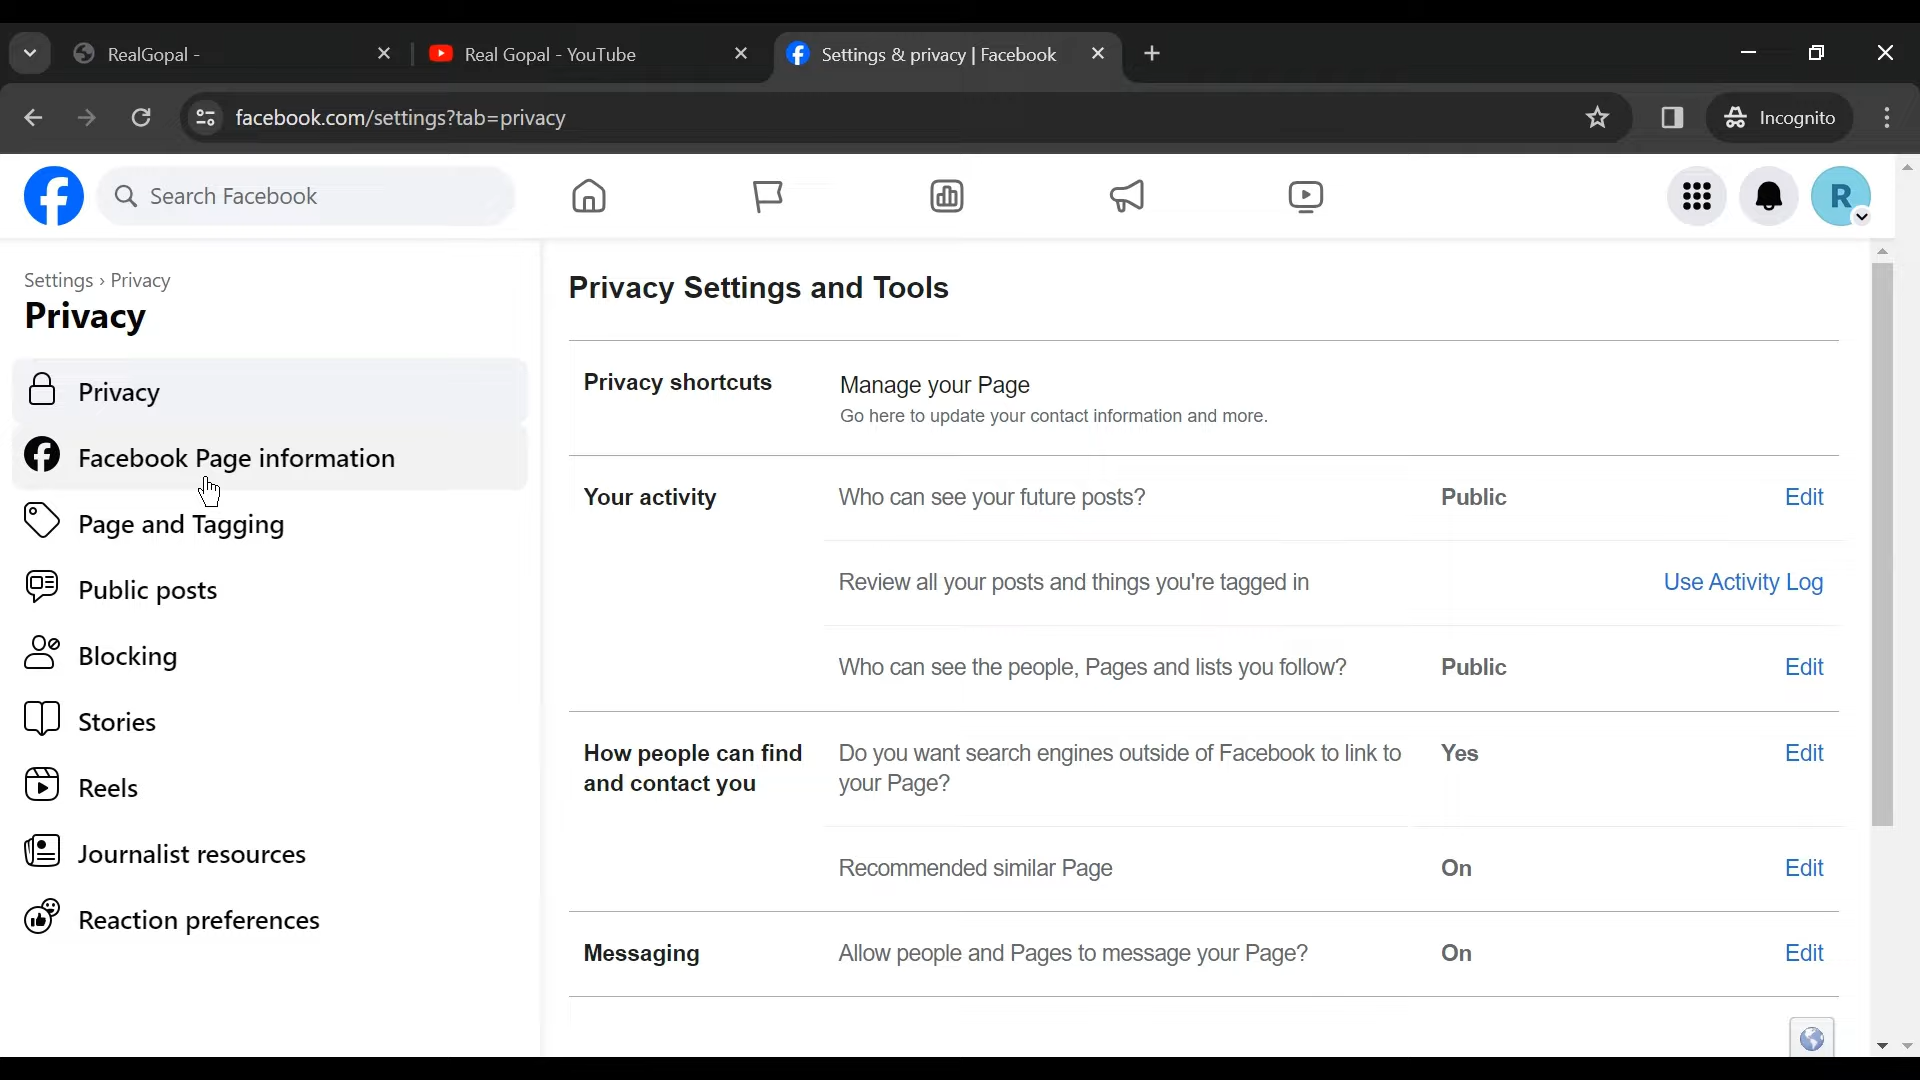 RealGopal -
Real Gopal - YouTube
Settings & privacy | Facebook
facebook.com/settings?tab=privacy
Incognito
Search Facebook
R
Settings › Privacy
Privacy
Privacy
Facebook Page information
Page and Tagging
Public posts
Blocking
Stories
Reels
Journalist resources
Reaction preferences
Privacy Settings and Tools
Privacy shortcuts
Manage your Page
Go here to update your contact information and more.
Your activity
Who can see your future posts? Public Edit
Review all your posts and things you're tagged in Use Activity Log
Who can see the people, Pages and lists you follow? Public Edit
How people can find
and contact you
Do you want search engines outside of Facebook to link to
your Page?
Yes Edit
Recommended similar Page On Edit
Messaging
Allow people and Pages to message your Page? On Edit